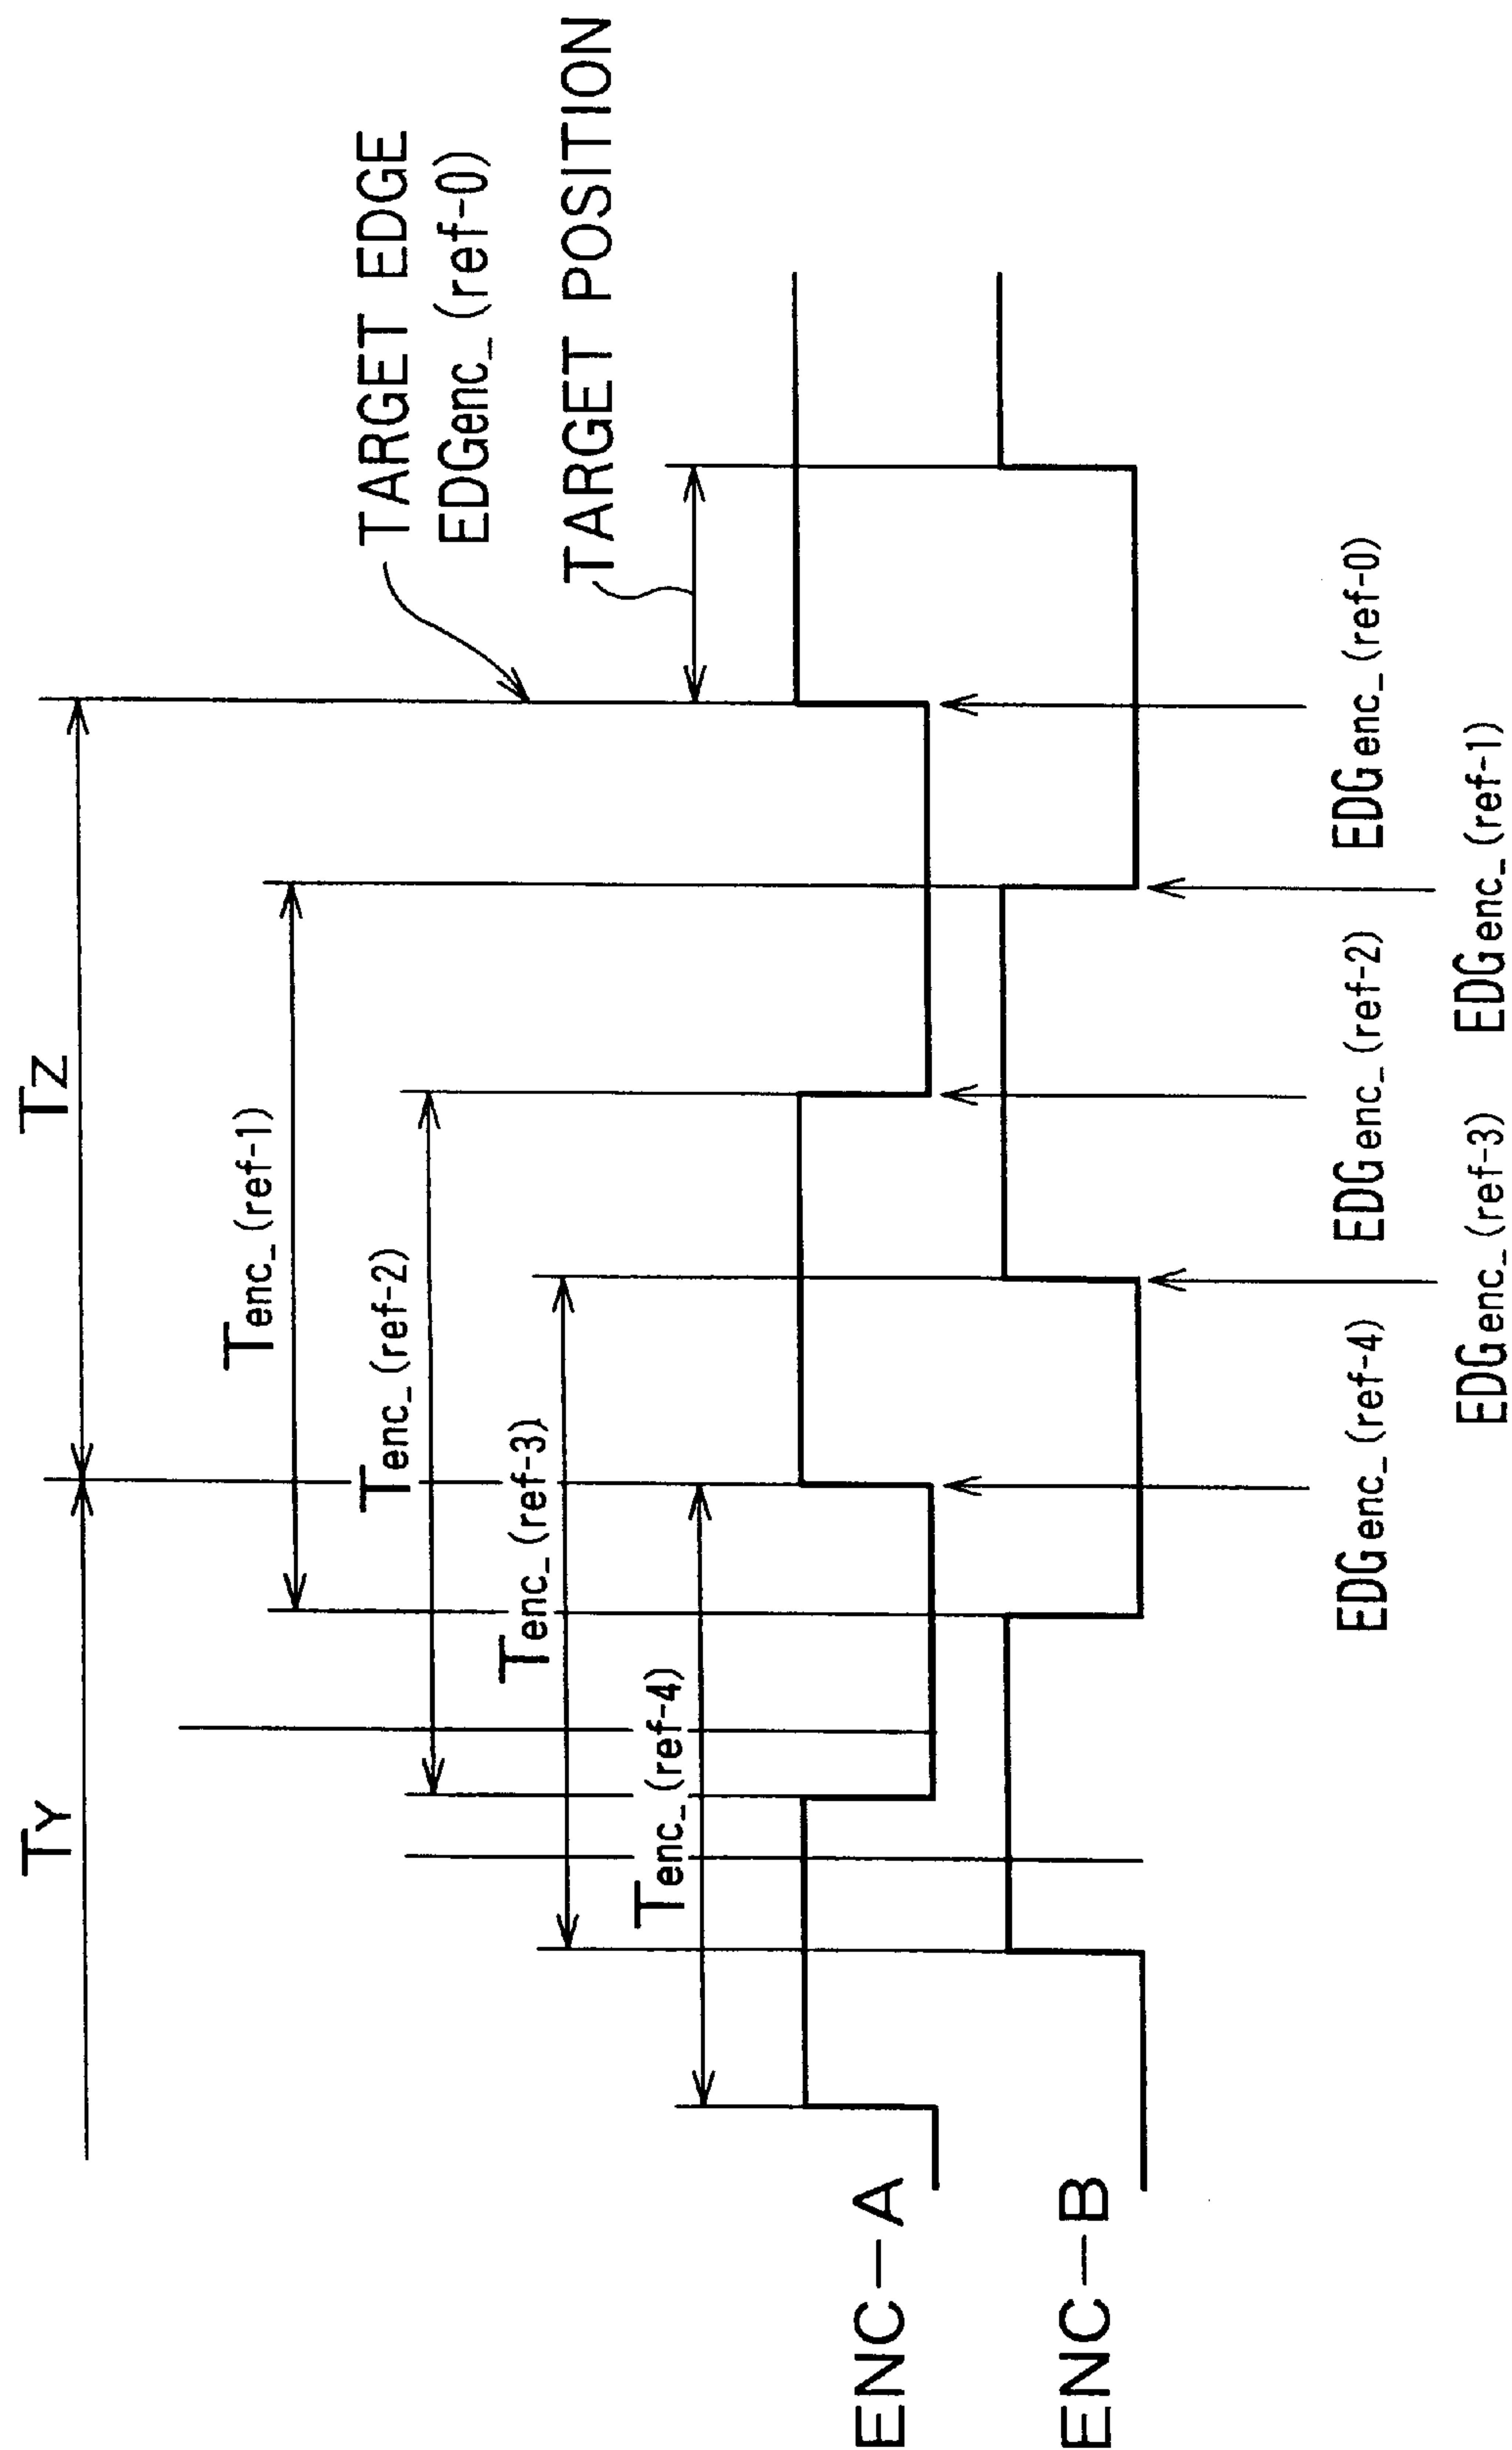 TY
TZ
Tenc_(ref-1)
Tenc_(ref-2)
Tenc_(ref-3)
Tenc_(ref-4)
TARGET EDGE
EDGenc_(ref-0)
TARGET POSITION
ENC-A
ENC-B
EDGenc_(ref-4)
EDGenc_(ref-2)
EDGenc_(ref-0)
EDGenc_(ref-3)
EDGenc_(ref-1)